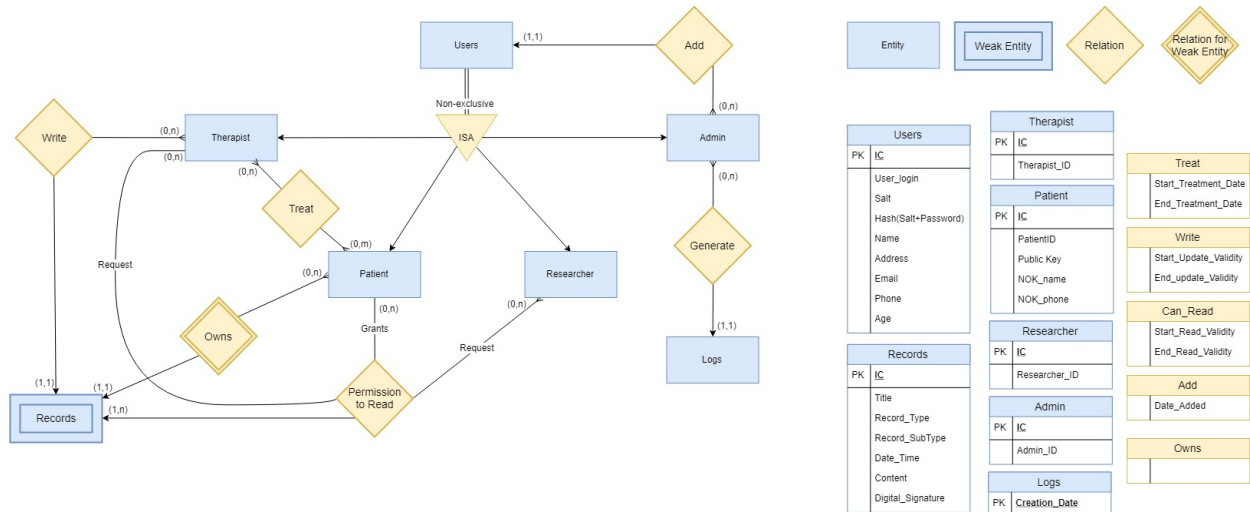 Users
(1,1)
Add
Entity
Weak Entity
Relation
Relation for
Weak Entity
Non-exclusive
(0,n)
Write
(0,n)
Therapist
(0,n)
ISA
Admin
(0,n)
(0,n)
Treat
(0,m)
Request
(0,n)
Patient
Researcher
Generate
(0,n)
Grants
(0,n)
Owns
Request
(1,1)
Logs
(1,1)
(1,1)
Permission
to Read
(1,n)
Records
Users
PK IC
User_login
Salt
Hash(Salt+Password)
Name
Address
Email
Phone
Age
Records
PK IC
Title
Record_Type
Record_SubType
Date_Time
Content
Digital_Signature
Therapist
PK IC
Therapist_ID
Patient
PK IC
PatientID
Public Key
NOK_name
NOK_phone
Researcher
PK IC
Researcher_ID
Admin
PK IC
Admin_ID
Logs
PK Creation_Date
Treat
Start_Treatment_Date
End_Treatment_Date
Write
Start_Update_Validity
End_update_Validity
Can_Read
Start_Read_Validity
End_Read_Validity
Add
Date_Added
Owns